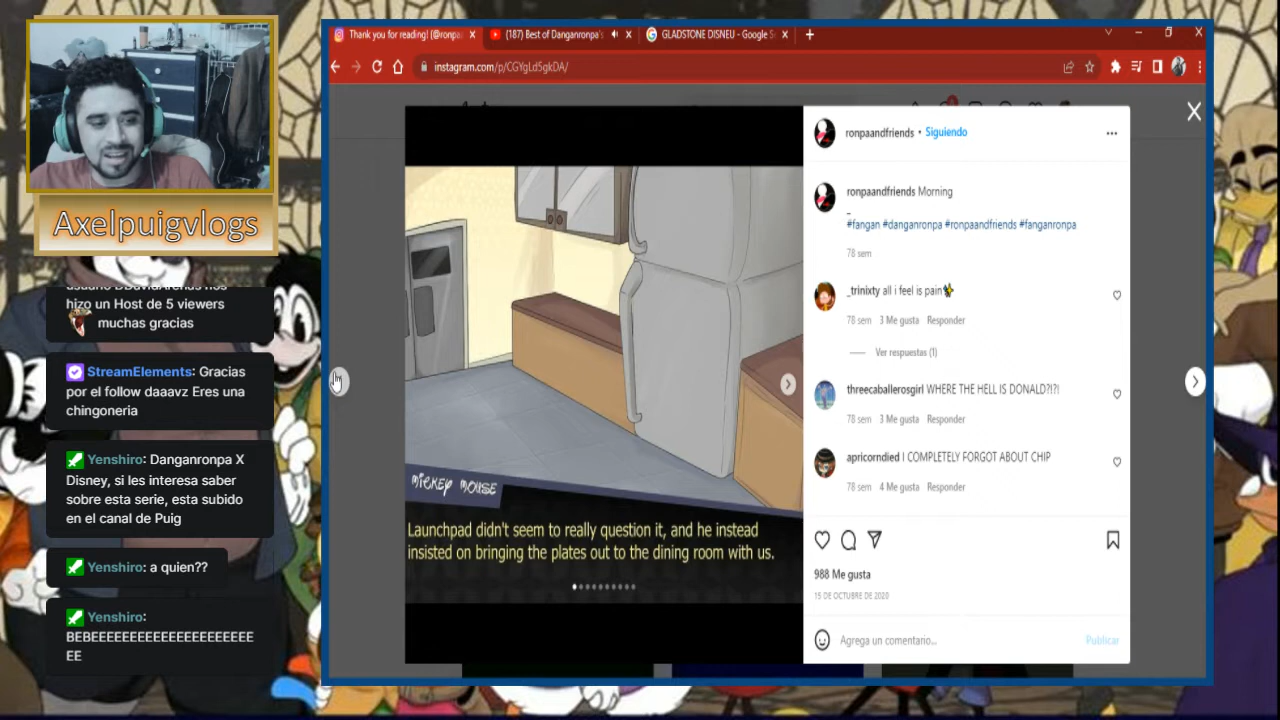 Axelpuigvlogs
hizo un Host de 5 viewers
muchas gracias
StreamElements: Gracias
por el follow daaavz Eres una
chingoneria
Yenshiro: Danganronpa X
Disney, si les interesa saber
sobre esta serie, esta subido
en el canal de Puig
Yenshiro: a quien??
Yenshiro:
BEBEEEEEEEEEEEEEEEEEEEEEE
EE
Thank you for reading! (@ronpa
(187) Best of Danganronpa's
GLADSTONE DISNEU - Google S
instagram.com/p/CGYgLd5gkDA/
MICKEY MOUSE
Launchpad didn't seem to really question it, and he instead
insisted on bringing the plates out to the dining room with us.
ronpaandfriends • Siguiendo
ronpaandfriends Morning
_
#fangan #danganronpa #ronpaandfriends #fanganronpa
78 sem
_trinixty all i feel is pain
78 sem 3 Me gusta Responder
Ver respuestas (1)
threecaballerosgirl WHERE THE HELL IS DONALD?!?!
78 sem 3 Me gusta Responder
apricorndied I COMPLETELY FORGOT ABOUT CHIP
78 sem 4 Me gusta Responder
988 Me gusta
15 DE OCTUBRE DE 2020
Agrega un comentario...
Publicar